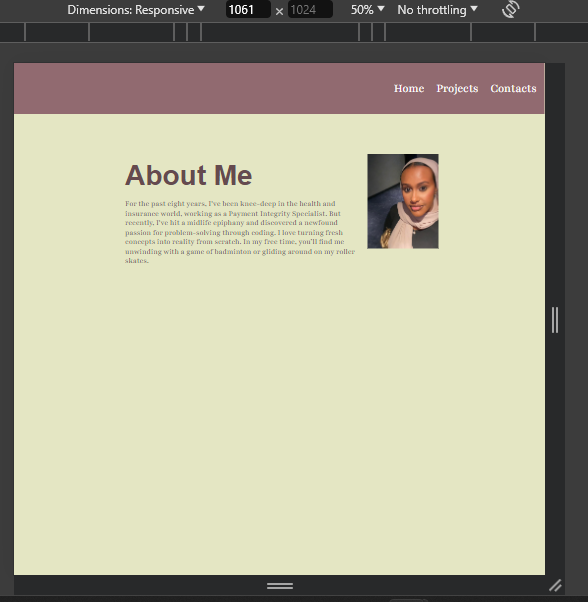 Dimensions: Responsive 1061 × 1024 50% No throttling
Home Projects Contacts
About Me
For the past eight years, I've been knee-deep in the health and
insurance world, working as a Payment Integrity Specialist. But
recently, I've hit a midlife epiphany and discovered a newfound
passion for problem-solving through coding. I love turning fresh
concepts into reality from scratch. In my free time, you'll find me
unwinding with a game of badminton or gliding around on my roller
skates.